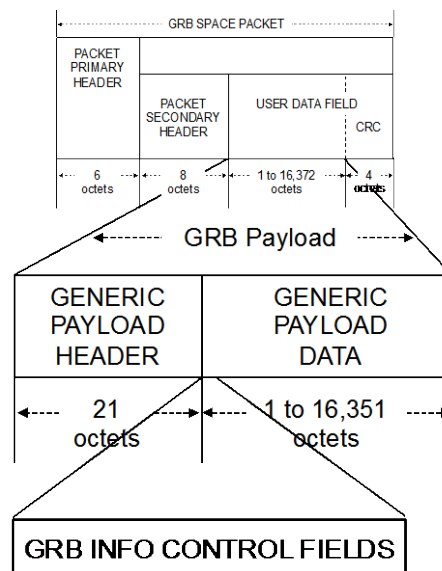 GRB SPACE PACKET
PACKET
PRIMARY
HEADER
PACKET
SECONDARY
HEADER
USER DATA FIELD
CRC
6
octets
8
octets
1 to 16,372
octets
4
octets
GRB Payload
GENERIC
PAYLOAD
HEADER
GENERIC
PAYLOAD
DATA
21
octets
1 to 16,351
octets
GRB INFO CONTROL FIELDS